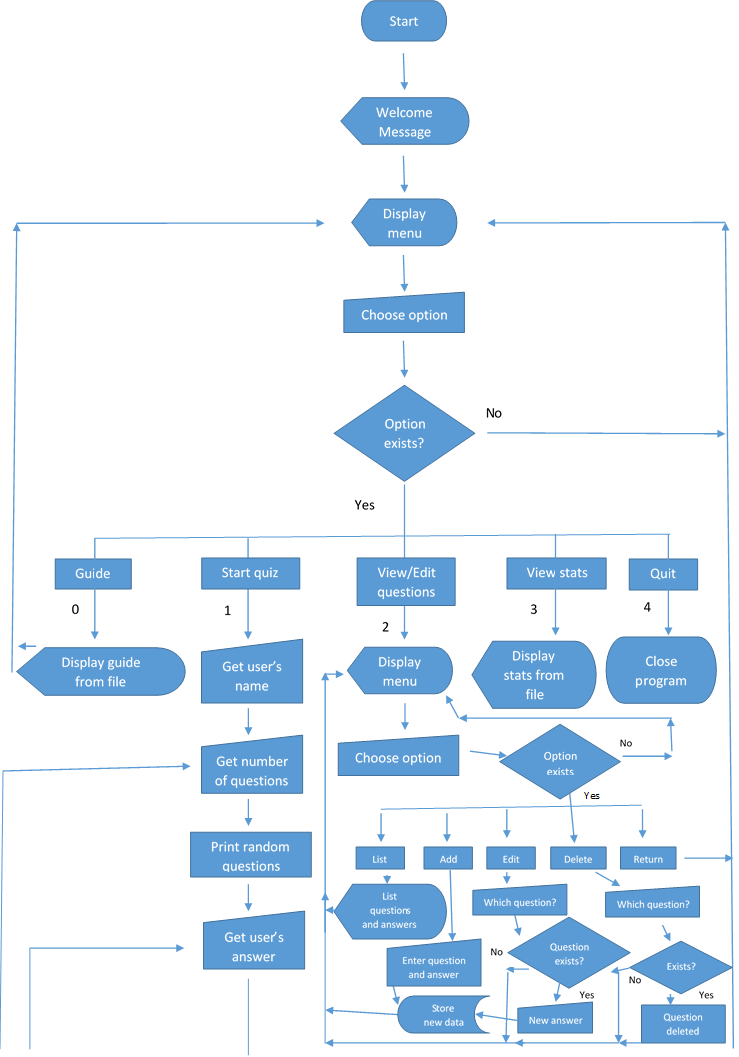 Start
Welcome
Message
Display
menu
Choose option
Option
exists?
No
Yes
Guide
Start quiz
View/Edit
questions
View stats
Quit
0
1
2
3
4
Display guide
from file
Get user's
name
Display
menu
Display
stats from
file
Close
program
Get number
of questions
Choose option
Option
exists
No
Yes
Print random
questions
List
Add
Edit
Delete
Return
List
questions
and answers
Which question?
Which question?
Get user's
answer
Enter question
and answer
No
Question
exists?
Exists?
No
Yes
Yes
Store
new data
New answer
Question
deleted